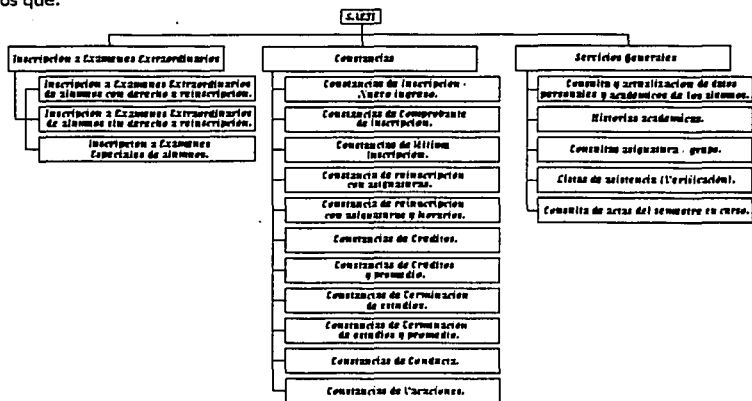 os que:
Inscripción a Exámenes Extraordinarios
Inscripción a Exámenes Extraordinarios
de alumnos con derecho a reinscripción.
Inscripción a Exámenes Extraordinarios
de alumnos sin derecho a reinscripción.
Inscripción a Exámenes
Especiales de alumnos.
Constancias
Constancias de Inscripción -
Nuevo ingreso.
Constancias de Comprobante
de Inscripción.
Constancias de Ultima
Inscripción.
Constancia de reinscripción
con asignaturas.
Constancia de reinscripción
con asignaturas y Horarios.
Constancias de Créditos.
Constancias de Créditos
y promedio.
Constancias de Terminación
de estudios.
Constancias de Terminación
de estudios y promedio.
Constancias de Conducta.
Constancias de Vacaciones.
Servicios Generales
Consulta y actualización de datos
personales y académicos de los alumnos.
Historias académicas.
Consultas asignatura - grupo.
Listas de asistencia (Verificación).
Consulta de actas del semestre en curso.